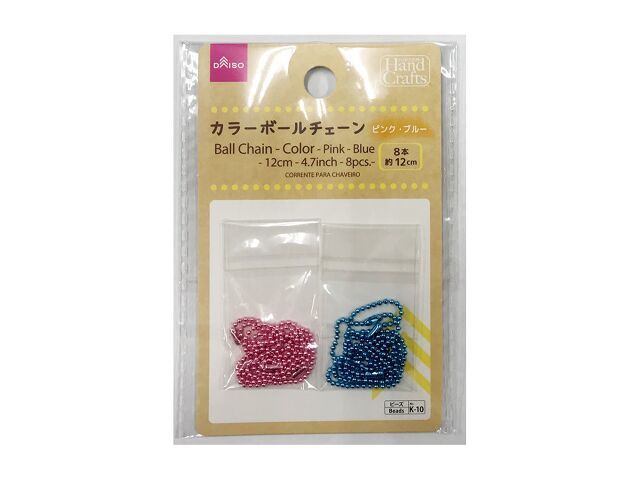 DAISO
Hand
Crafts
カラーボールチェーン
ピンク・ブルー
Ball Chain - Color - Pink - Blue
- 12cm - 4.7inch - 8pcs.-
8本
約12cm
CORRENTE PARA CHAVEIRO
ビーズ
Beads
No.
K-10